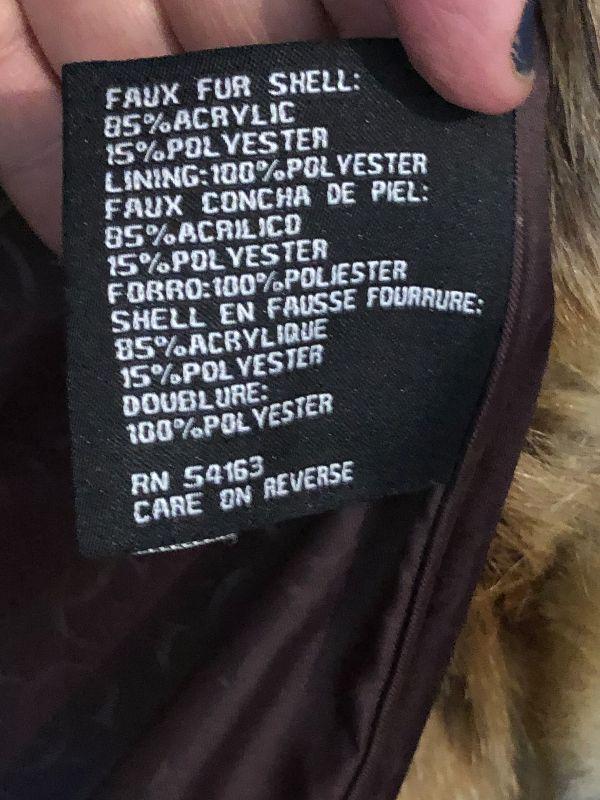 FAUX FUR SHELL:
85%ACRYLIC
15%POLYESTER
LINING:100%POLYESTER
FAUX CONCHA DE PIEL:
85%ACRILICO
15%POLYESTER
FORRO:100%POLIESTER
SHELL EN FAUSSE FOURRURE:
85%ACRYLIQUE
15%POLYESTER
DOUBLURE:
100%POLYESTER
RN 54163
CARE ON REVERSE